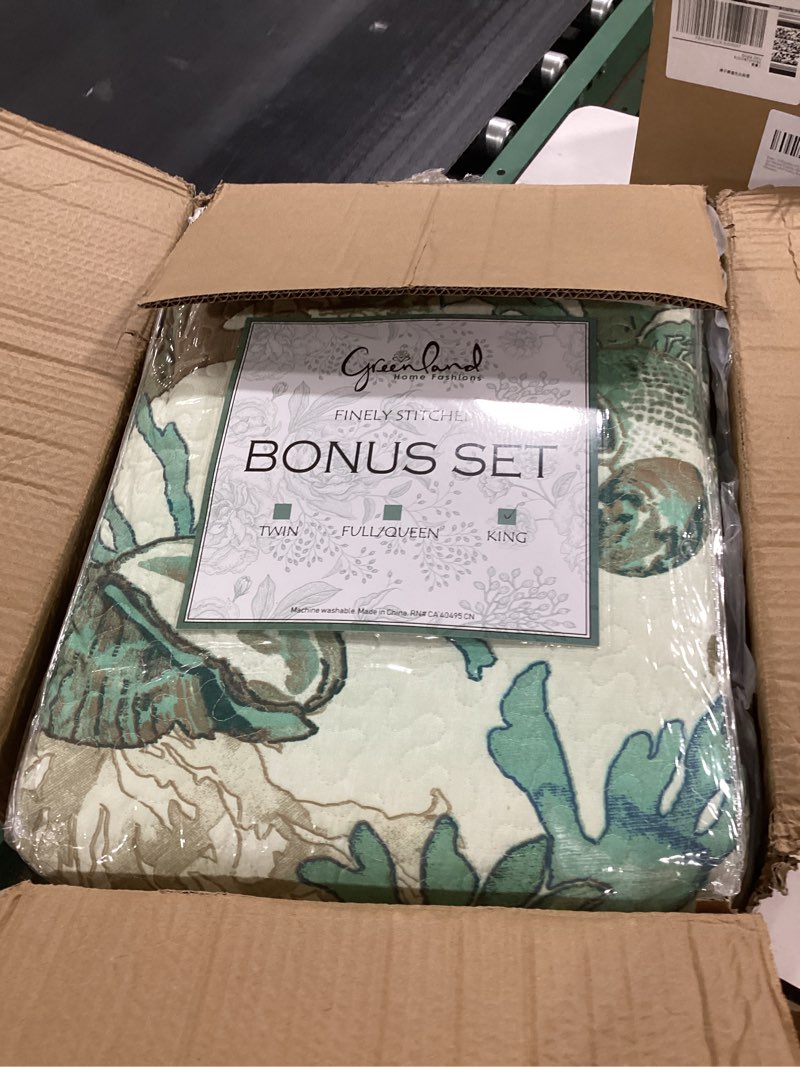 Greenland
Home Fashions
FINELY STITCHE
BONUS SET
TWIN FULL/QUEEN KING
Machine washable. Made in China. RN# CA 40495 CN